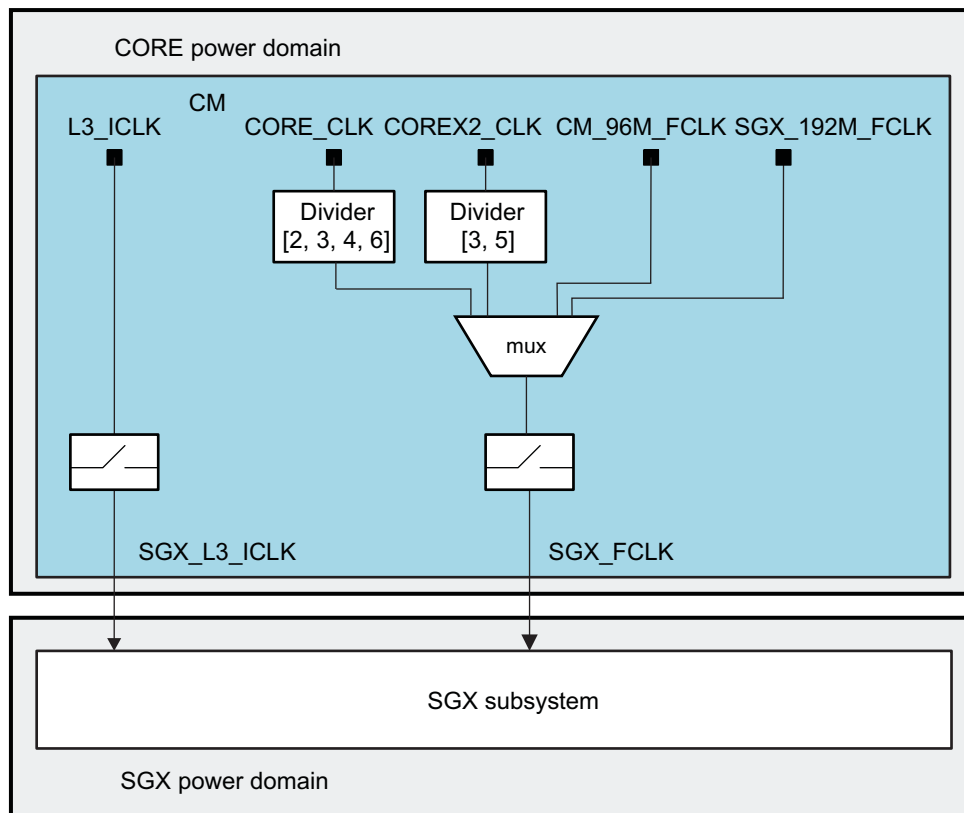 CORE power domain
CM
L3_ICLK CORE_CLK COREX2_CLK CM_96M_FCLK SGX_192M_FCLK
Divider Divider
[2, 3, 4, 6] [3, 5]
mux
SGX_L3_ICLK SGX_FCLK
SGX subsystem
SGX power domain